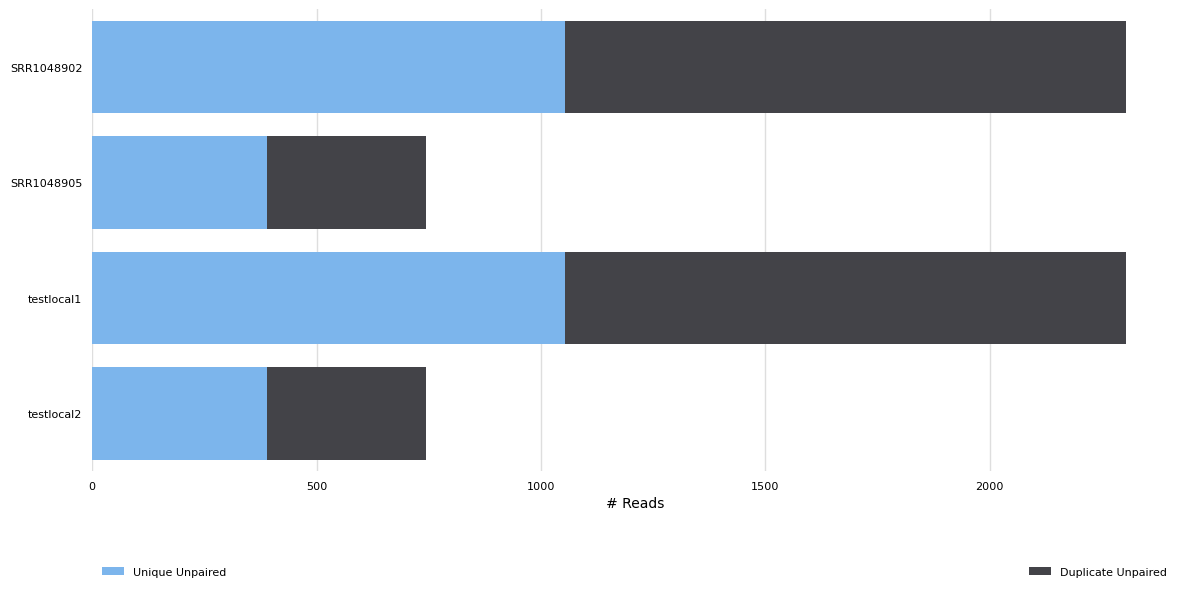 SRR1048902
SRR1048905
testlocal1
testlocal2
0 500 1000 1500 2000
# Reads
Unique Unpaired Duplicate Unpaired